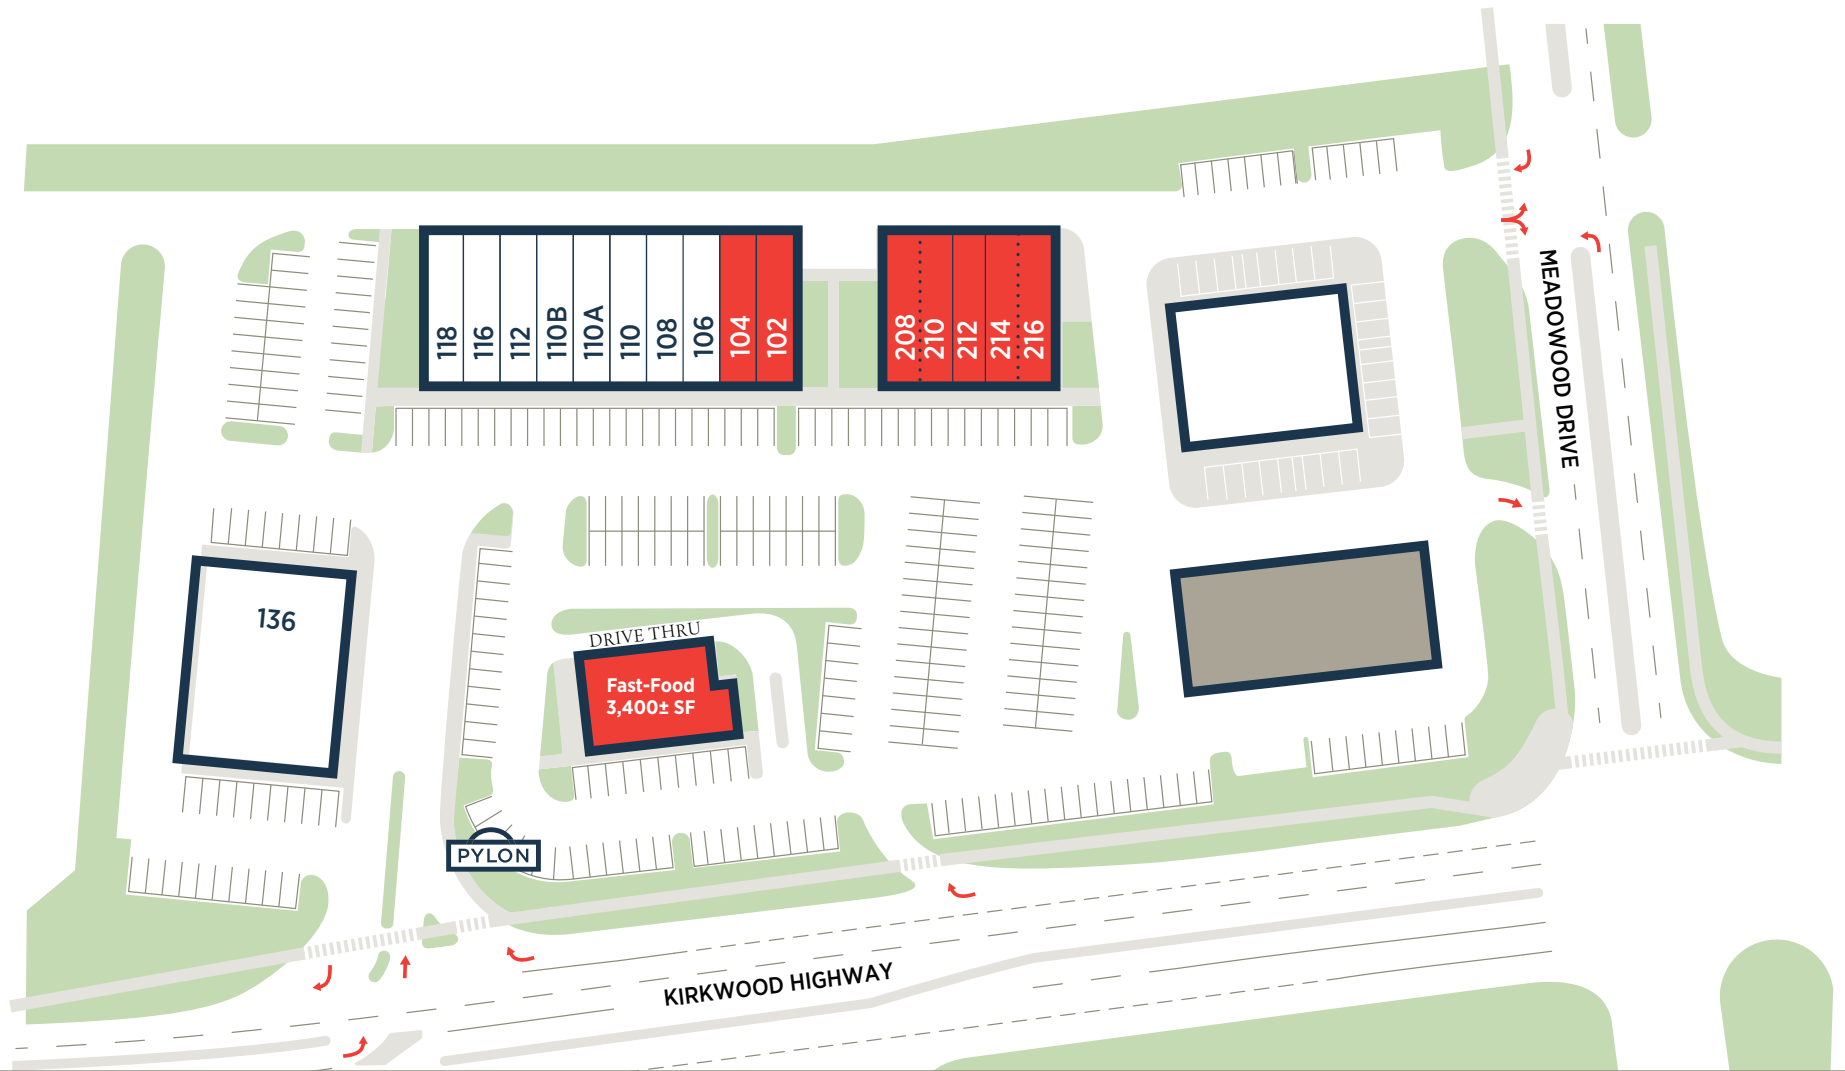 118
116
112
110B
110A
110
108
106
104
102
208
210
212
214
216
MEADOWOOD DRIVE
136
DRIVE THRU
Fast-Food
3,400± SF
PYLON
KIRKWOOD HIGHWAY